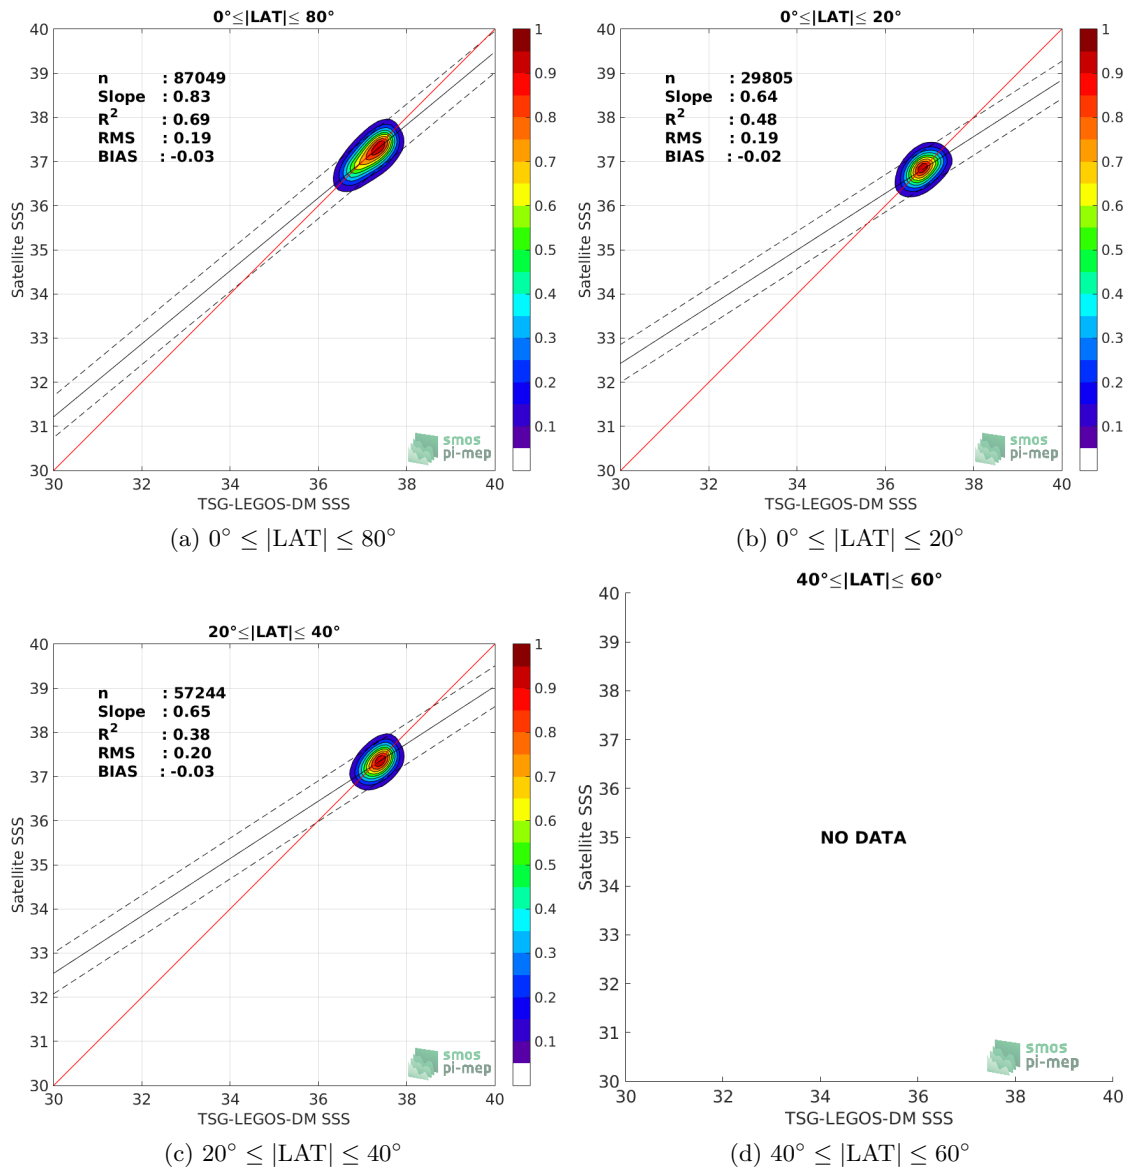 0°≤|LAT|≤ 80°
40
39
38
37
36
35
34
33
32
31
30
Satellite SSS
n : 87049
Slope : 0.83
R² : 0.69
RMS : 0.19
BIAS : -0.03
smos
pi-mep
30 32 34 36 38 40
TSG-LEGOS-DM SSS
1
0.9
0.8
0.7
0.6
0.5
0.4
0.3
0.2
0.1
(a) 0° ≤ |LAT| ≤ 80°
0°≤|LAT|≤ 20°
40
39
38
37
36
35
34
33
32
31
30
Satellite SSS
n : 29805
Slope : 0.64
R² : 0.48
RMS : 0.19
BIAS : -0.02
smos
pi-mep
30 32 34 36 38 40
TSG-LEGOS-DM SSS
1
0.9
0.8
0.7
0.6
0.5
0.4
0.3
0.2
0.1
(b) 0° ≤ |LAT| ≤ 20°
20°≤|LAT|≤ 40°
40
39
38
37
36
35
34
33
32
31
30
Satellite SSS
n : 57244
Slope : 0.65
R² : 0.38
RMS : 0.20
BIAS : -0.03
smos
pi-mep
30 32 34 36 38 40
TSG-LEGOS-DM SSS
1
0.9
0.8
0.7
0.6
0.5
0.4
0.3
0.2
0.1
(c) 20° ≤ |LAT| ≤ 40°
40°≤|LAT|≤ 60°
40
39
38
37
36
35
34
33
32
31
30
Satellite SSS
NO DATA
smos
pi-mep
30 32 34 36 38 40
TSG-LEGOS-DM SSS
(d) 40° ≤ |LAT| ≤ 60°